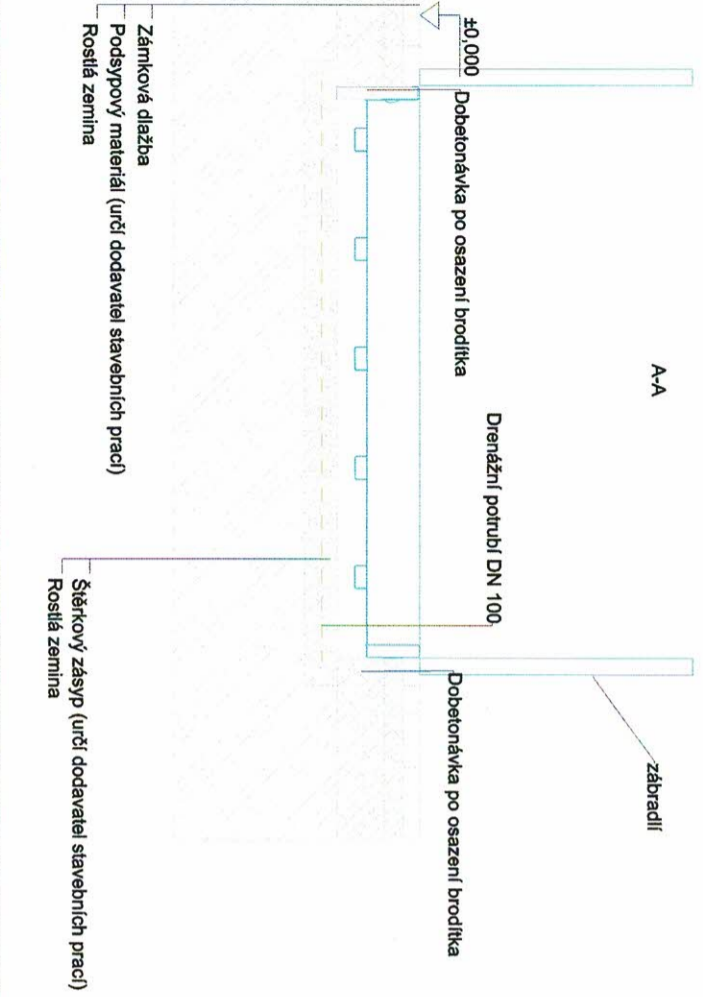 A-A
zábradlí
±0,000
Dobetonávka po osazení brodítka
Drenážní potrubí DN 100
Dobetonávka po osazení brodítka
Zámková dlažba
Podsypový materiál (určí dodavatel stavebních prací)
Rostlá zemina
Štěrkový zásyp (určí dodavatel stavebních prací)
Rostlá zemina